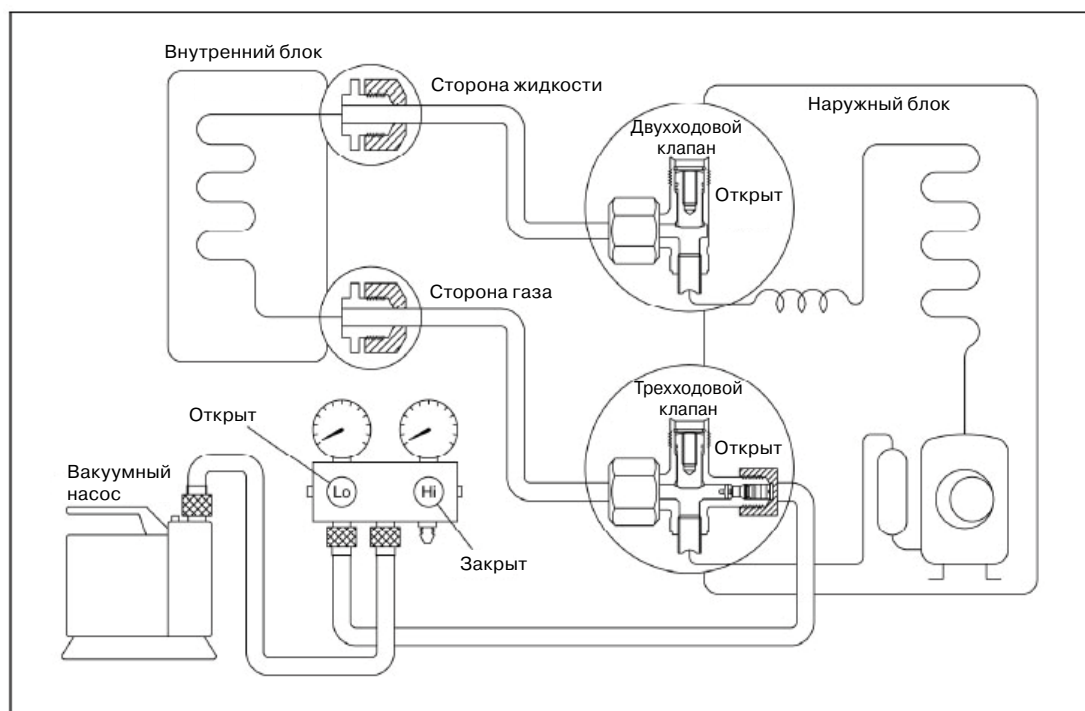 Внутренний блок
Сторона жидкости
Наружный блок
Двухходовой
клапан
Открыт
Сторона газа
Трехходовой
клапан
Открыт
Открыт
Вакуумный
насос
Lo
Hi
Закрыт